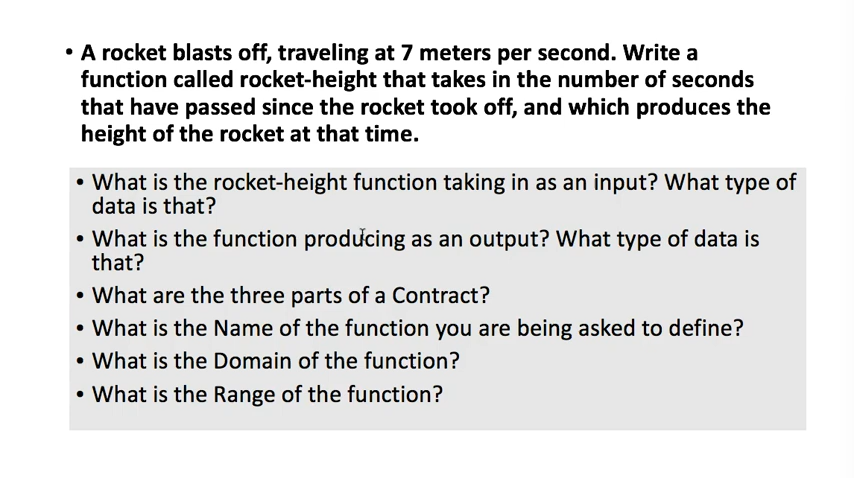 • A rocket blasts off, traveling at 7 meters per second. Write a
function called rocket-height that takes in the number of seconds
that have passed since the rocket took off, and which produces the
height of the rocket at that time.
• What is the rocket-height function taking in as an input? What type of
data is that?
• What is the function producing as an output? What type of data is
that?
• What are the three parts of a Contract?
• What is the Name of the function you are being asked to define?
• What is the Domain of the function?
• What is the Range of the function?